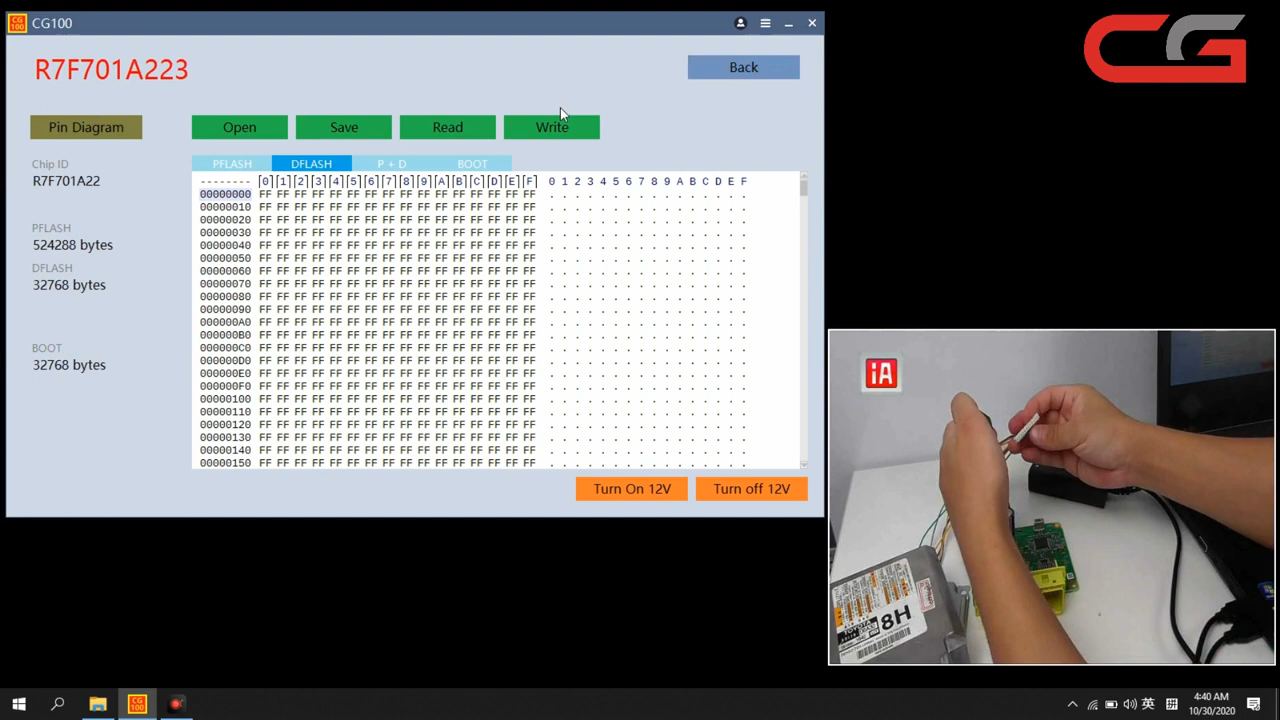 CG100
CG
R7F701A223
Back
Pin Diagram
Open
Save
Read
Write
Chip ID
R7F701A22
PFLASH
524288 bytes
DFLASH
32768 bytes
BOOT
32768 bytes
PFLASH DFLASH P + D BOOT
-------- [0][1][2][3][4][5][6][7][8][9][A][B][C][D][E][F] 0 1 2 3 4 5 6 7 8 9 A B C D E F
00000000 FF FF FF FF FF FF FF FF FF FF FF FF FF FF FF FF . . . . . . . . . . . . . . . .
00000010 FF FF FF FF FF FF FF FF FF FF FF FF FF FF FF FF . . . . . . . . . . . . . . . .
00000020 FF FF FF FF FF FF FF FF FF FF FF FF FF FF FF FF . . . . . . . . . . . . . . . .
00000030 FF FF FF FF FF FF FF FF FF FF FF FF FF FF FF FF . . . . . . . . . . . . . . . .
00000040 FF FF FF FF FF FF FF FF FF FF FF FF FF FF FF FF . . . . . . . . . . . . . . . .
00000050 FF FF FF FF FF FF FF FF FF FF FF FF FF FF FF FF . . . . . . . . . . . . . . . .
00000060 FF FF FF FF FF FF FF FF FF FF FF FF FF FF FF FF . . . . . . . . . . . . . . . .
00000070 FF FF FF FF FF FF FF FF FF FF FF FF FF FF FF FF . . . . . . . . . . . . . . . .
00000080 FF FF FF FF FF FF FF FF FF FF FF FF FF FF FF FF . . . . . . . . . . . . . . . .
00000090 FF FF FF FF FF FF FF FF FF FF FF FF FF FF FF FF . . . . . . . . . . . . . . . .
000000A0 FF FF FF FF FF FF FF FF FF FF FF FF FF FF FF FF . . . . . . . . . . . . . . . .
000000B0 FF FF FF FF FF FF FF FF FF FF FF FF FF FF FF FF . . . . . . . . . . . . . . . .
000000C0 FF FF FF FF FF FF FF FF FF FF FF FF FF FF FF FF . . . . . . . . . . . . . . . .
000000D0 FF FF FF FF FF FF FF FF FF FF FF FF FF FF FF FF . . . . . . . . . . . . . . . .
000000E0 FF FF FF FF FF FF FF FF FF FF FF FF FF FF FF FF . . . . . . . . . . . . . . . .
000000F0 FF FF FF FF FF FF FF FF FF FF FF FF FF FF FF FF . . . . . . . . . . . . . . . .
00000100 FF FF FF FF FF FF FF FF FF FF FF FF FF FF FF FF . . . . . . . . . . . . . . . .
00000110 FF FF FF FF FF FF FF FF FF FF FF FF FF FF FF FF . . . . . . . . . . . . . . . .
00000120 FF FF FF FF FF FF FF FF FF FF FF FF FF FF FF FF . . . . . . . . . . . . . . . .
00000130 FF FF FF FF FF FF FF FF FF FF FF FF FF FF FF FF . . . . . . . . . . . . . . . .
00000140 FF FF FF FF FF FF FF FF FF FF FF FF FF FF FF FF . . . . . . . . . . . . . . . .
00000150 FF FF FF FF FF FF FF FF FF FF FF FF FF FF FF FF . . . . . . . . . . . . . . . .
Turn On 12V
Turn off 12V
iA
TOYOTA
8H
CG 100
英
拼
4:40 AM
10/30/2020